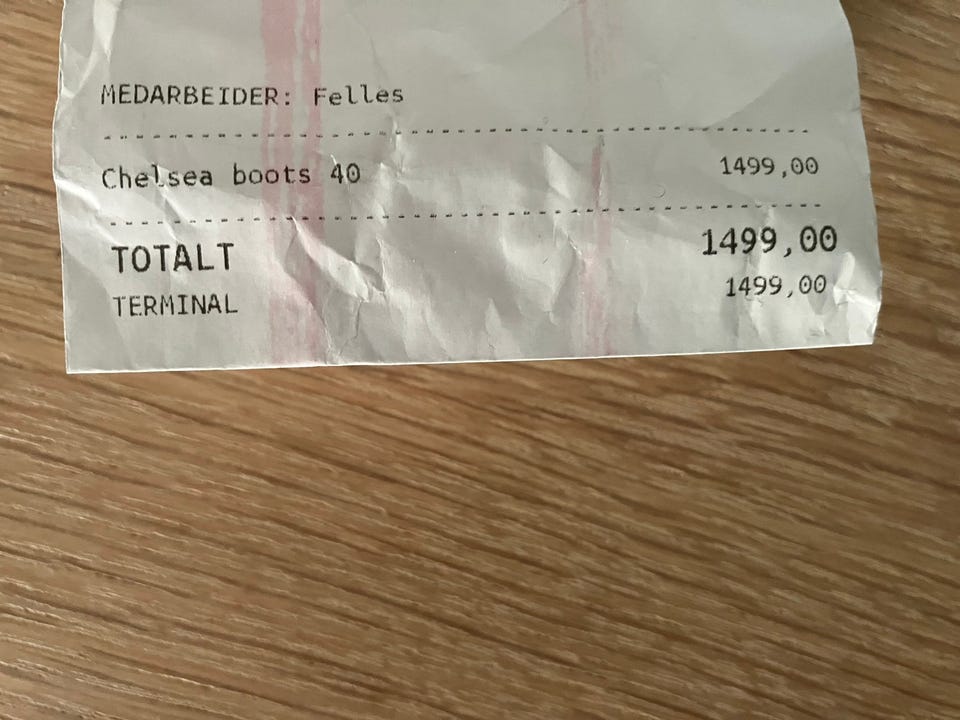 MEDARBEIDER: Felles
Chelsea boots 40 1499,00
TOTALT 1499,00
TERMINAL 1499,00